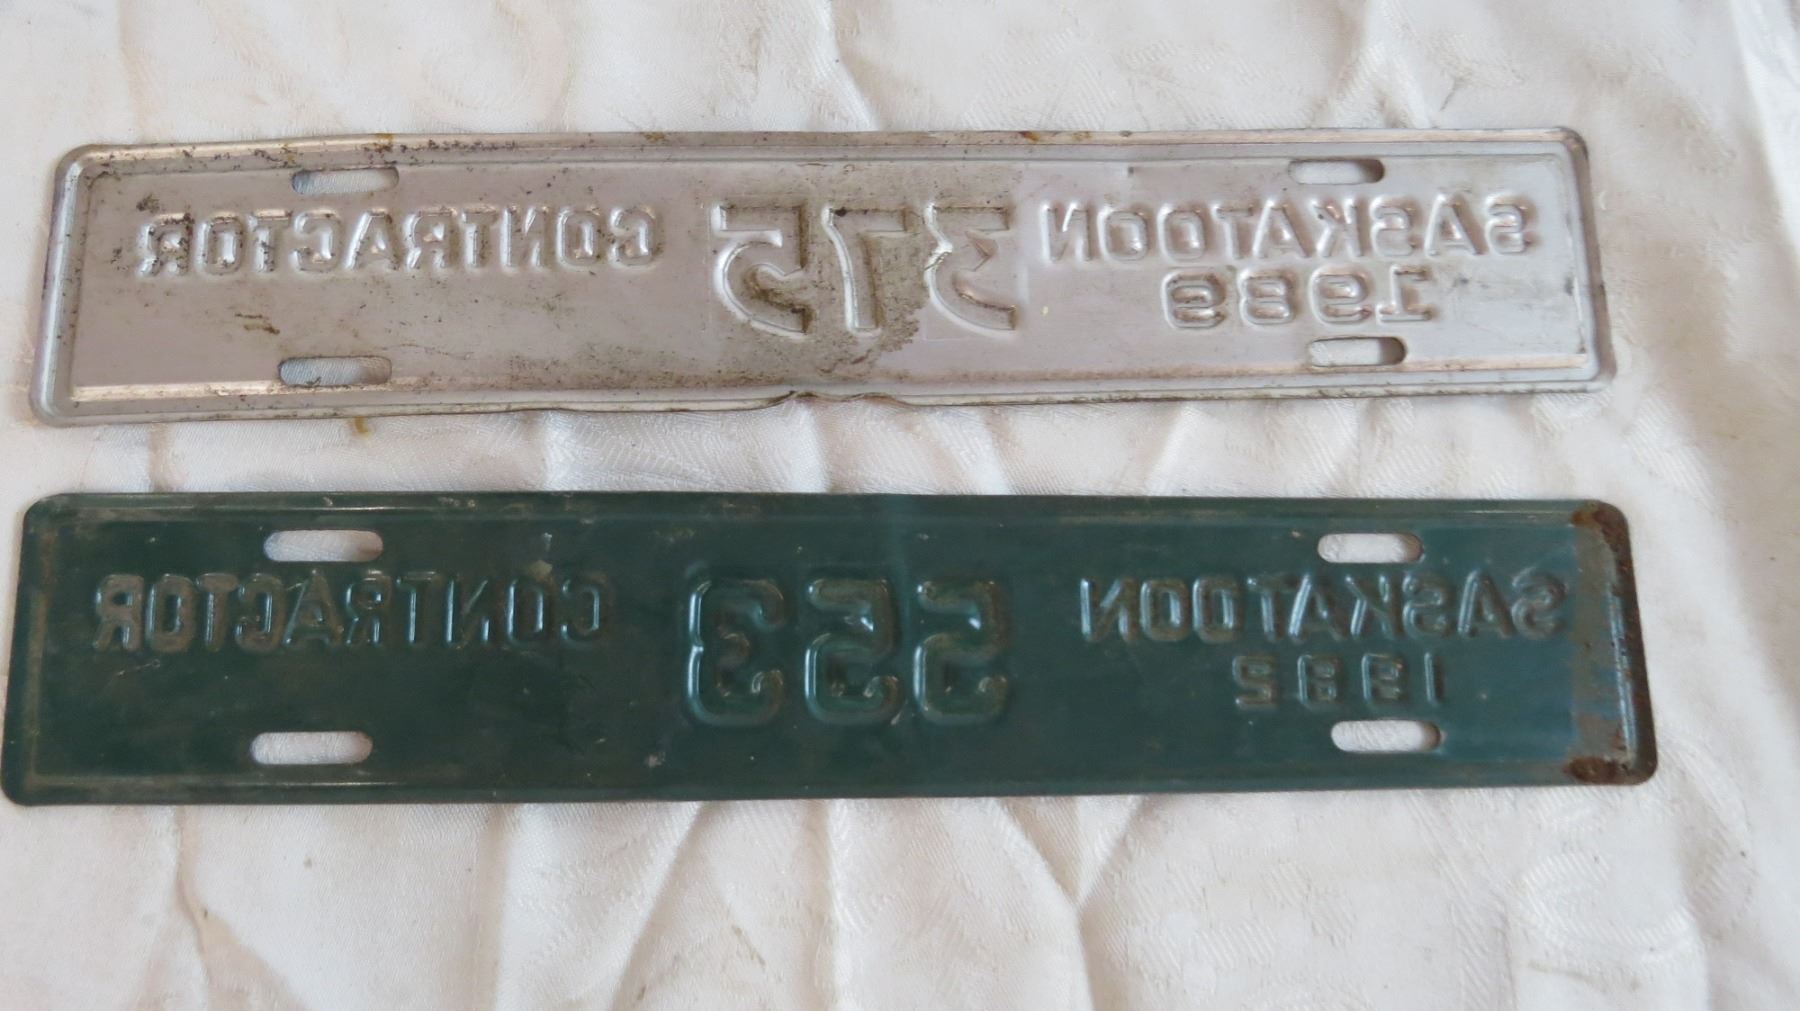 SASKATOON 375 CONTRACTOR
1989
SASKATOON 553 CONTRACTOR
1982